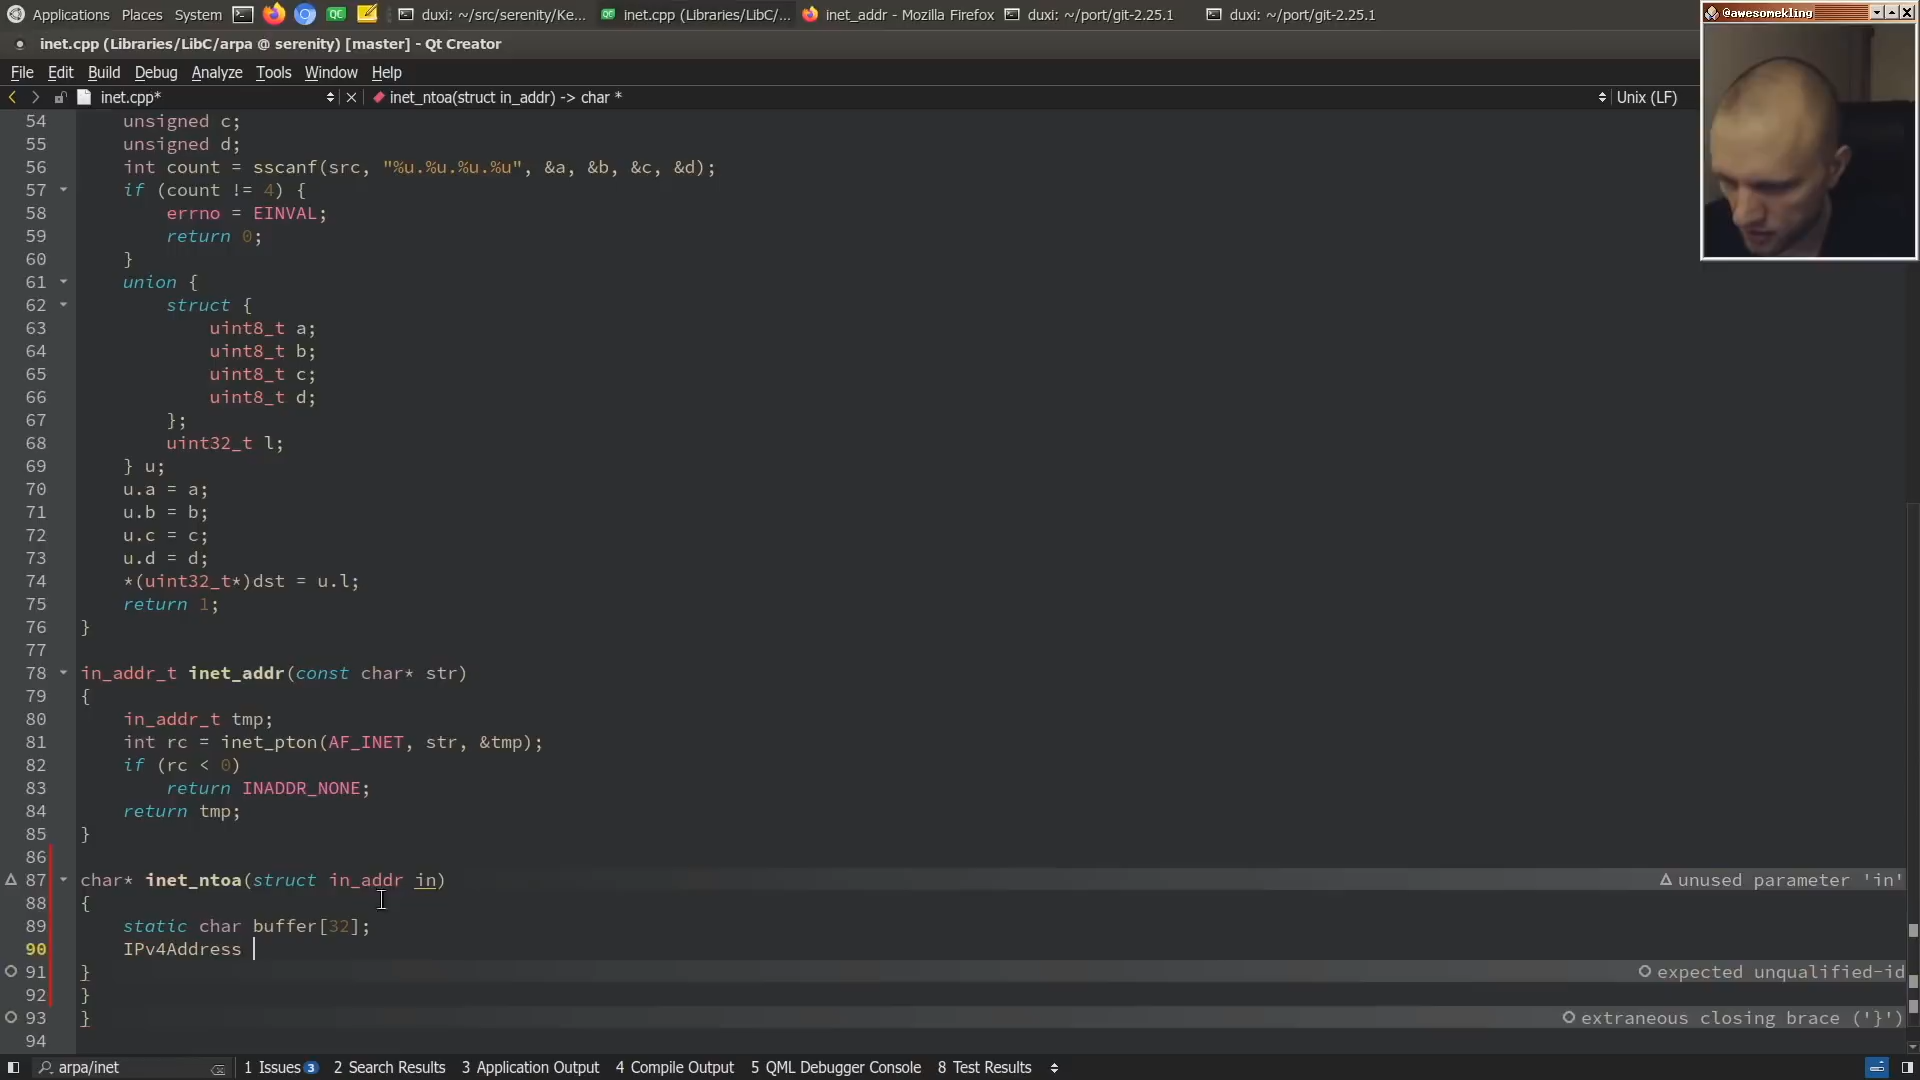 Applications Places System duxi: ~/src/serenity/Ke... inet.cpp (Libraries/LibC/... inet_addr - Mozilla Firefox duxi: ~/port/git-2.25.1 duxi: ~/port/git-2.25.1
@awesomekling
inet.cpp (Libraries/LibC/arpa @ serenity) [master] - Qt Creator
File Edit Build Debug Analyze Tools Window Help
inet.cpp* inet_ntoa(struct in_addr) -> char * Unix (LF)
54 unsigned c;
55 unsigned d;
56 int count = sscanf(src, "%u.%u.%u.%u", &a, &b, &c, &d);
57 if (count != 4) {
58 errno = EINVAL;
59 return 0;
60 }
61 union {
62 struct {
63 uint8_t a;
64 uint8_t b;
65 uint8_t c;
66 uint8_t d;
67 };
68 uint32_t l;
69 } u;
70 u.a = a;
71 u.b = b;
72 u.c = c;
73 u.d = d;
74 *(uint32_t*)dst = u.l;
75 return 1;
76 }
77
78 in_addr_t inet_addr(const char* str)
79 {
80 in_addr_t tmp;
81 int rc = inet_pton(AF_INET, str, &tmp);
82 if (rc < 0)
83 return INADDR_NONE;
84 return tmp;
85 }
86
87 char* inet_ntoa(struct in_addr in) unused parameter 'in'
88 {
89 static char buffer[32];
90 IPv4Address
91 } expected unqualified-id
92 }
93 } extraneous closing brace ('}')
94
arpa/inet 1 Issues 3 2 Search Results 3 Application Output 4 Compile Output 5 QML Debugger Console 8 Test Results